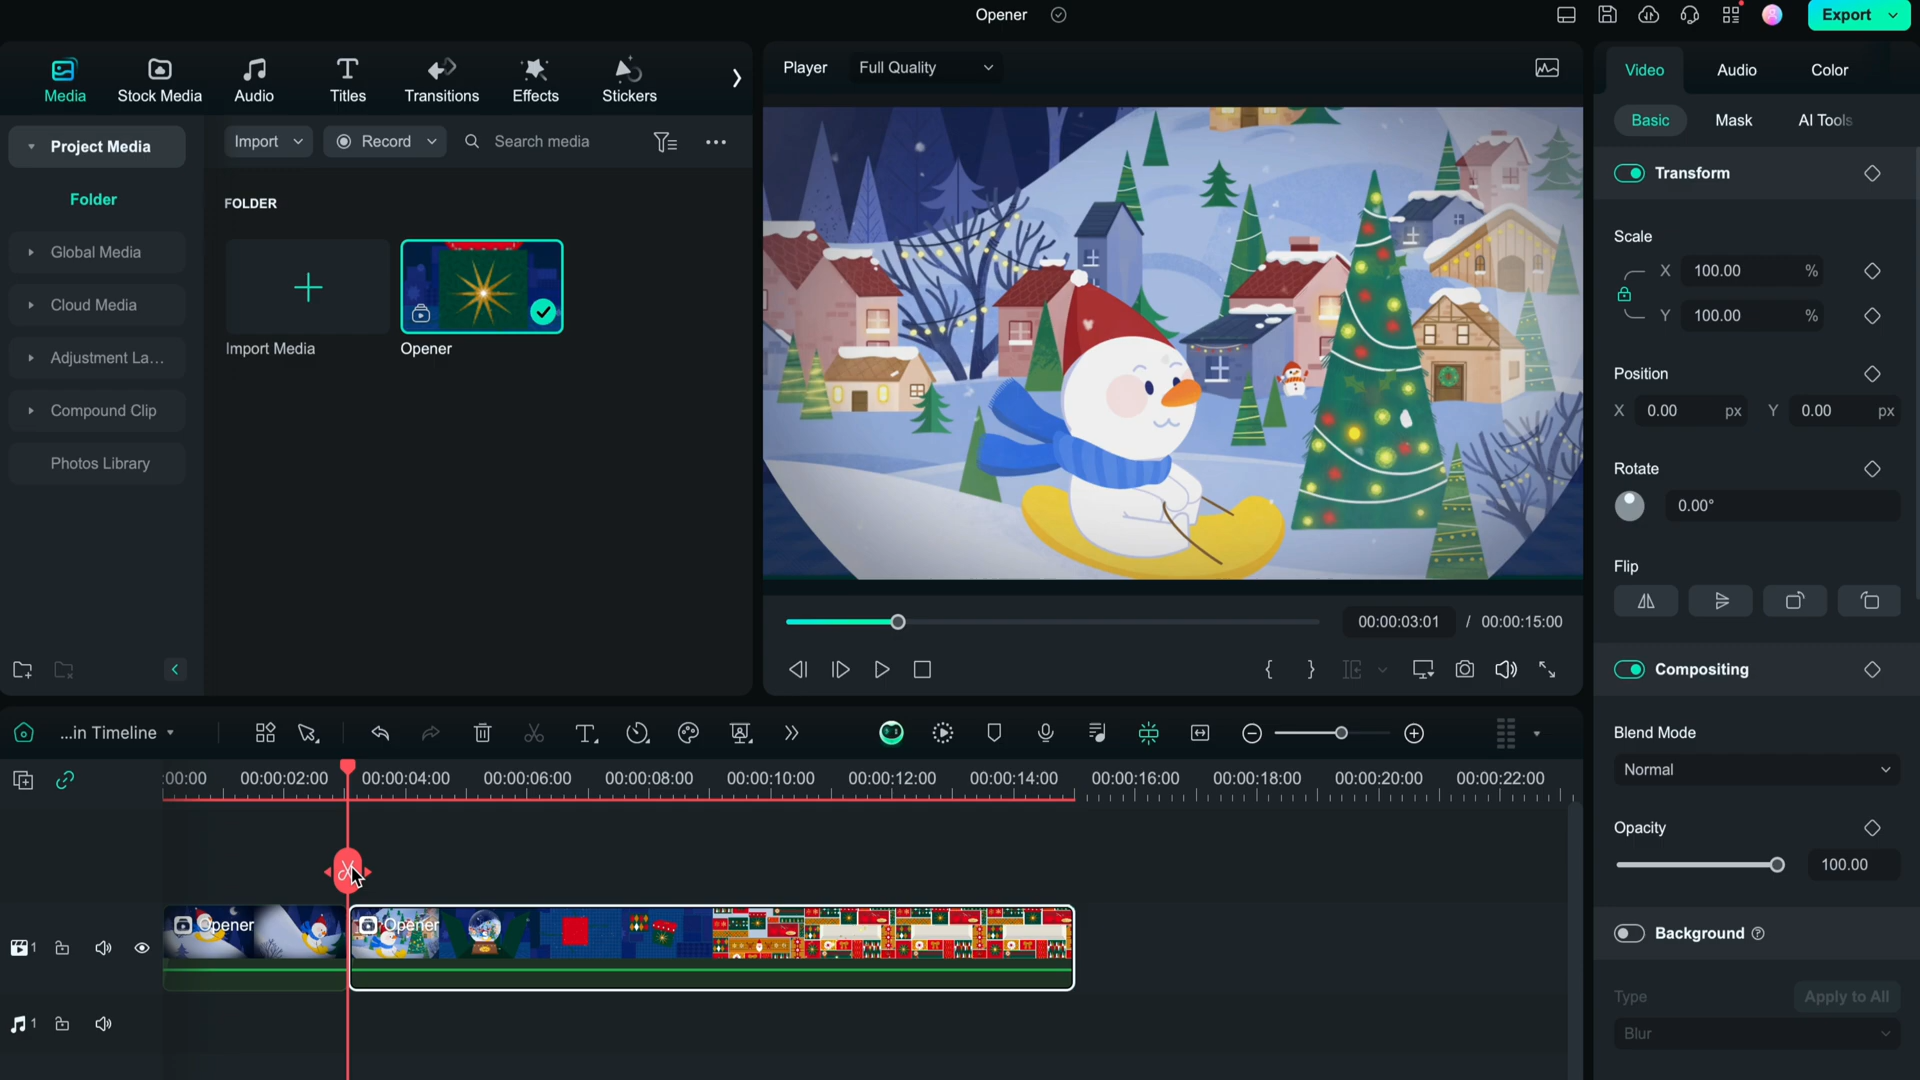 Opener
Export
Media
Stock Media
Audio
Titles
Transitions
Effects
Stickers
Player
Full Quality
Video
Audio
Color
Project Media
Import
Record
Search media
Basic
Mask
AI Tools
Folder
FOLDER
Transform
Global Media
Scale
X 100.00 %
Cloud Media
Y 100.00 %
Import Media
Opener
Adjustment La...
Position
Compound Clip
X 0.00 px Y 0.00 px
Photos Library
Rotate
0.00°
Flip
00:00:03:01 / 00:00:15:00
Compositing
...in Timeline
Blend Mode
Normal
:00:00 00:00:02:00 00:00:04:00 00:00:06:00 00:00:08:00 00:00:10:00 00:00:12:00 00:00:14:00 00:00:16:00 00:00:18:00 00:00:20:00 00:00:22:00
Opacity
100.00
Opener
Opener
1
Background
Type
Apply to All
1
Blur